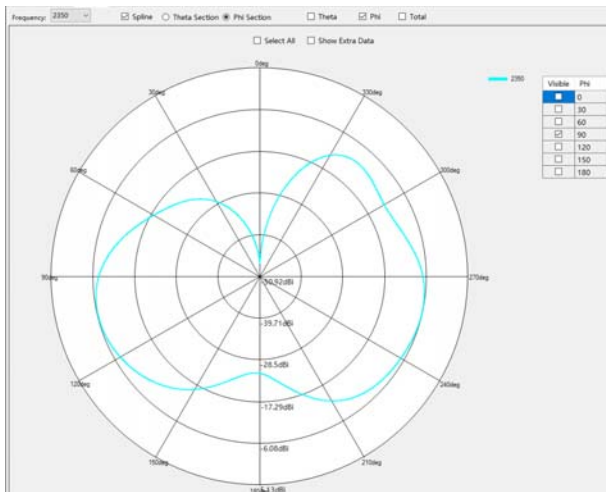 Frequency: 2350 Spline Theta Section Phi Section Theta Phi Total
Select All Show Extra Data
0deg
2350
Visible Phi
30deg
330deg
0
30
60
90
120
150
180
60deg
300deg
90deg
270deg
-50.92dBi
-39.71dBi
120deg
240deg
-28.5dBi
-17.29dBi
-6.08dBi
150deg
210deg
5.13dBi